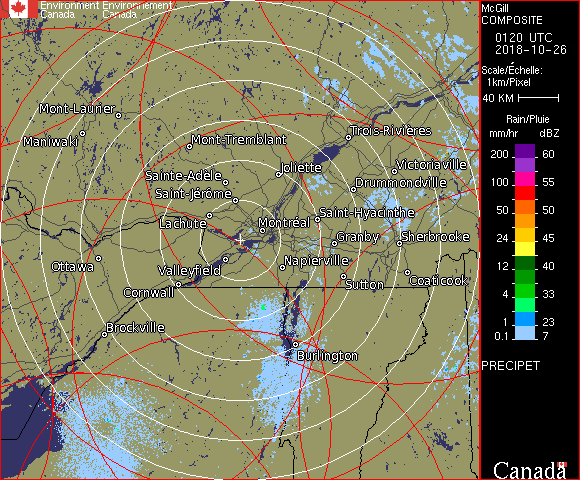 Environment Environnement
Canada Canada
McGill
COMPOSITE
0120 UTC
2018-10-26
Scale/Échelle:
1km/Pixel
40 KM
Rain/Pluie
mm/hr dBZ
200 60
100 55
50 50
24 45
12 40
4 33
1 23
0.1 7
PRECIPET
Mont-Laurier
Maniwaki
Mont-Tremblant
Trois-Rivières
Joliette
Victoriaville
Sainte-Adèle
Drummondville
Saint-Jérôme
Lachute
Saint-Hyacinthe
Montréal
Granby
Sherbrooke
Ottawa
Valleyfield
Napierville
Sutton
Coaticook
Cornwall
Brockville
Burlington
Canada